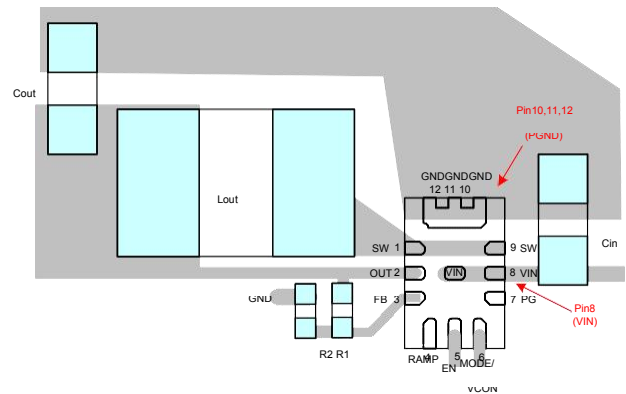 Cout
Pin10,11,12
(PGND)
GNDGNDGND
12 11 10
Lout
Cin
SW 1
9 SW
OUT 2
VIN
8 VIN
GND
FB 3
7 PG
Pin8
(VIN)
R2 R1
RAMP 4
EN 5
MODE/ 6
VCON